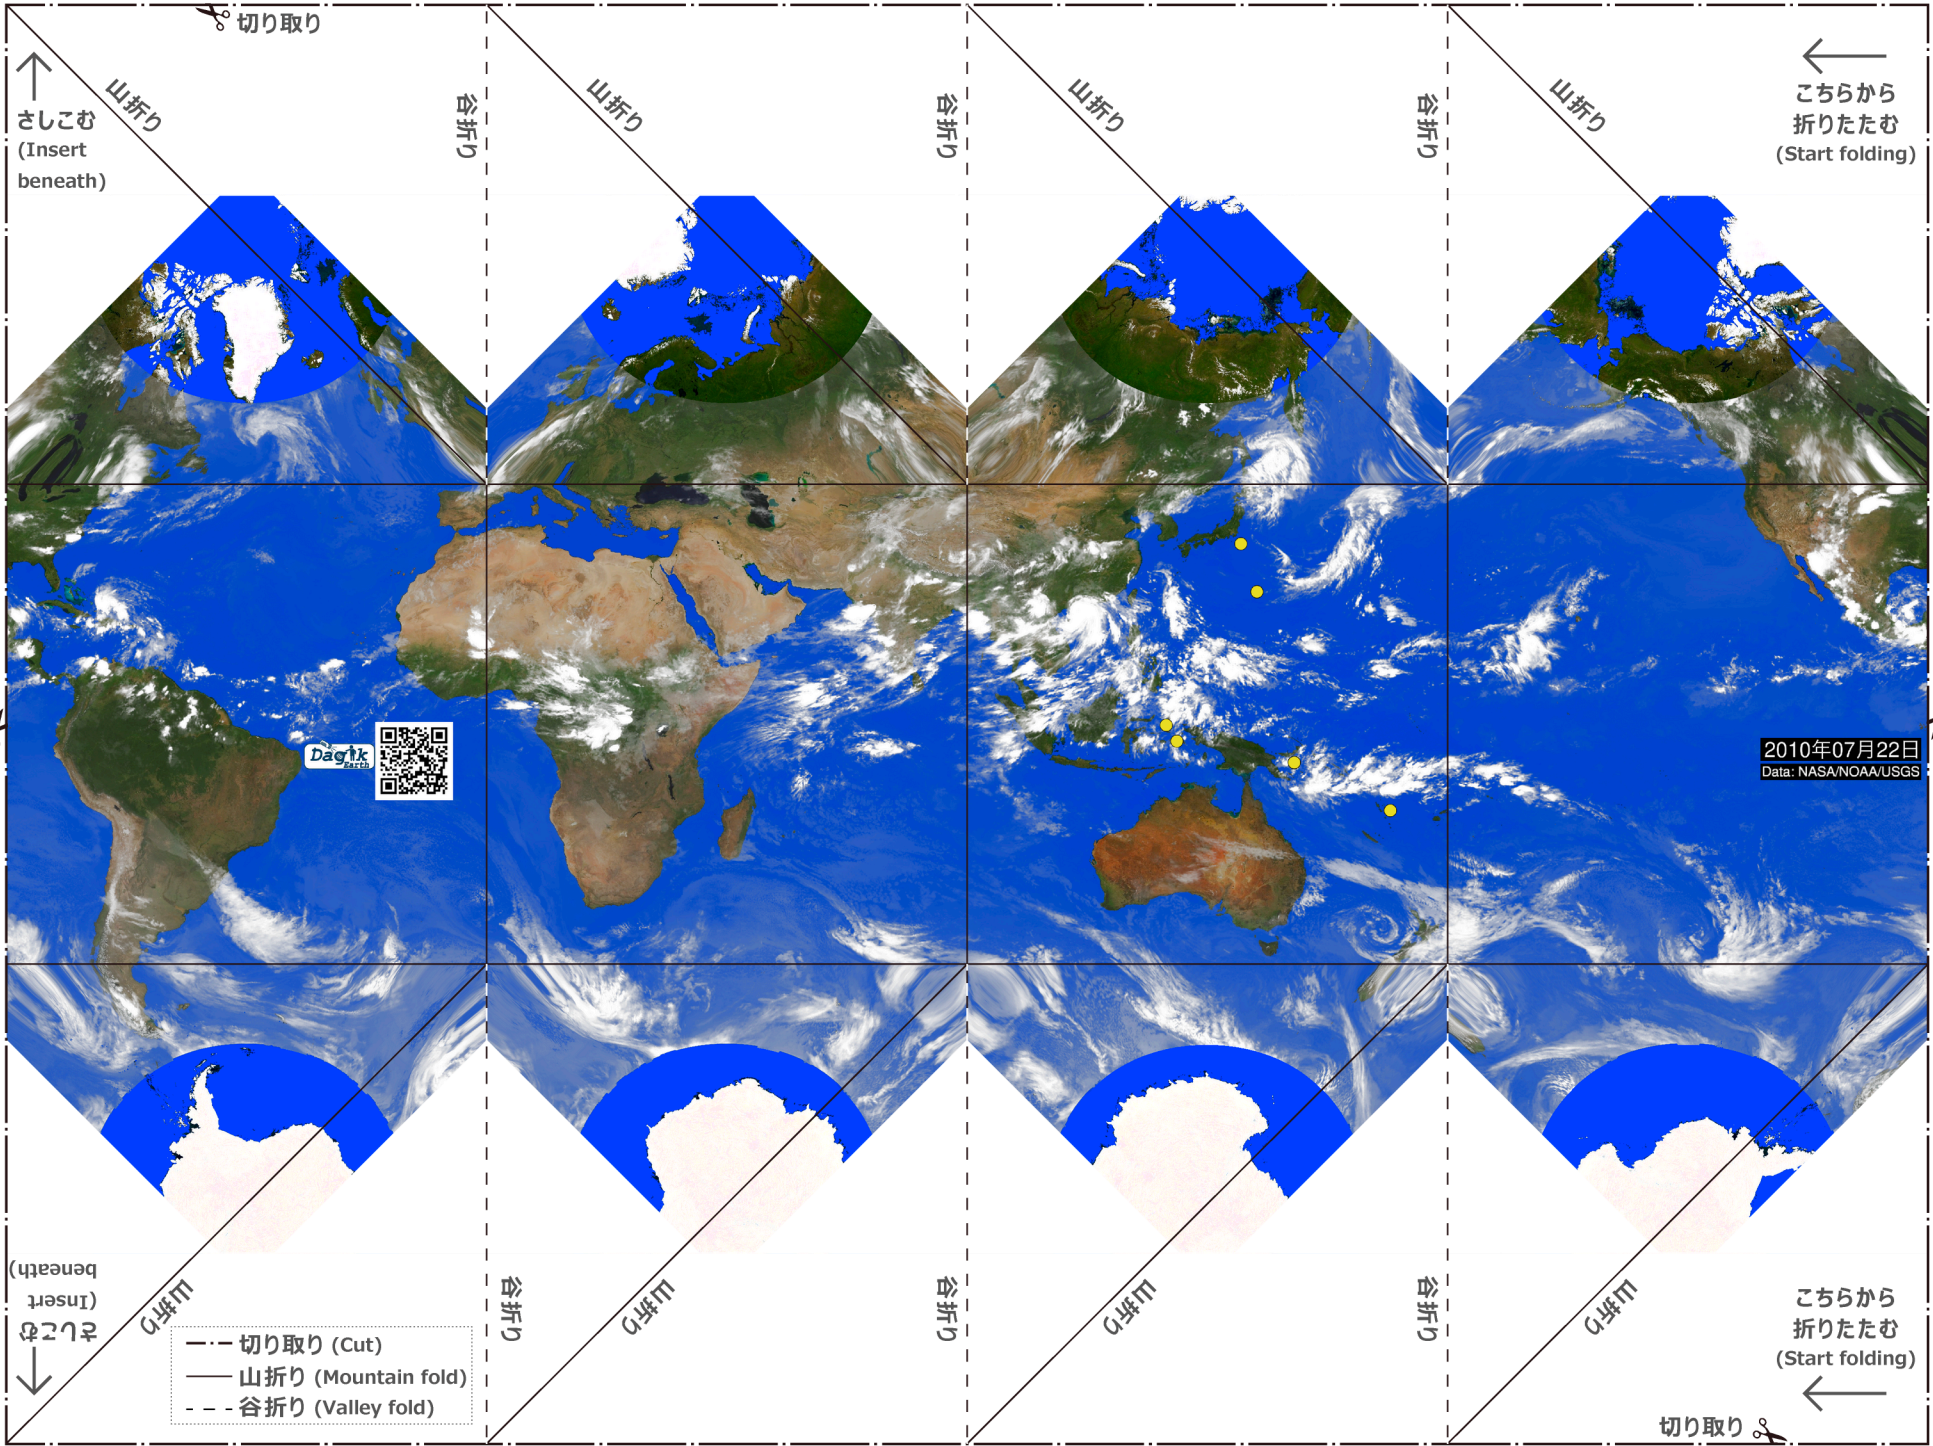 切り取り
山折り
谷折り
山折り
谷折り
山折り
谷折り
山折り
さしこむ
(Insert
beneath)
こちらから
折りたたむ
(Start folding)
Dagik
Earth
2010年07月22日
Data: NASA/NOAA/USGS
さしこむ
(Insert
beneath)
山折り
谷折り
山折り
谷折り
山折り
谷折り
山折り
こちらから
折りたたむ
(Start folding)
切り取り (Cut)
山折り (Mountain fold)
谷折り (Valley fold)
切り取り